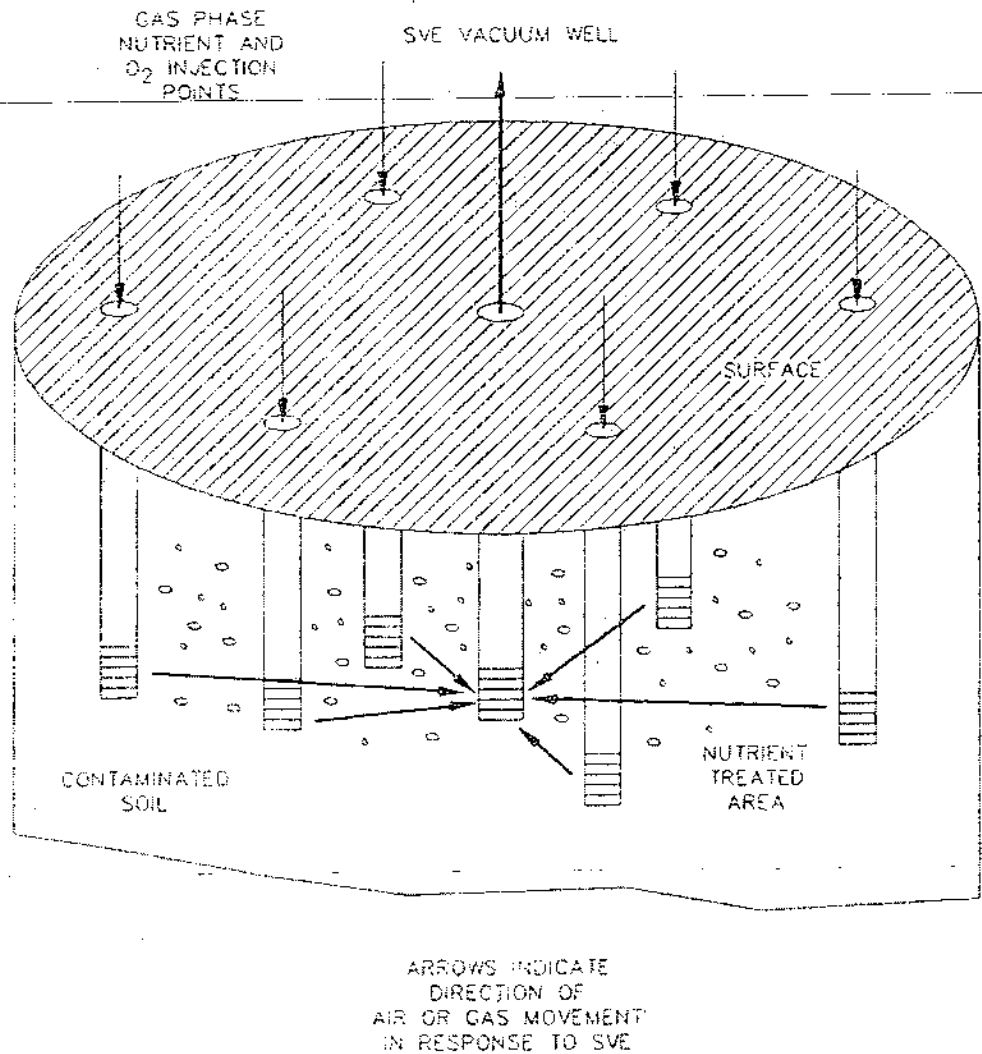 GAS PHASE
NUTRIENT AND
O2 INJECTION
POINTS
SVE VACUUM WELL
SURFACE
CONTAMINATED
SOIL
NUTRIENT
TREATED
AREA
ARROWS INDICATE
DIRECTION OF
AIR OR GAS MOVEMENT
IN RESPONSE TO SVE